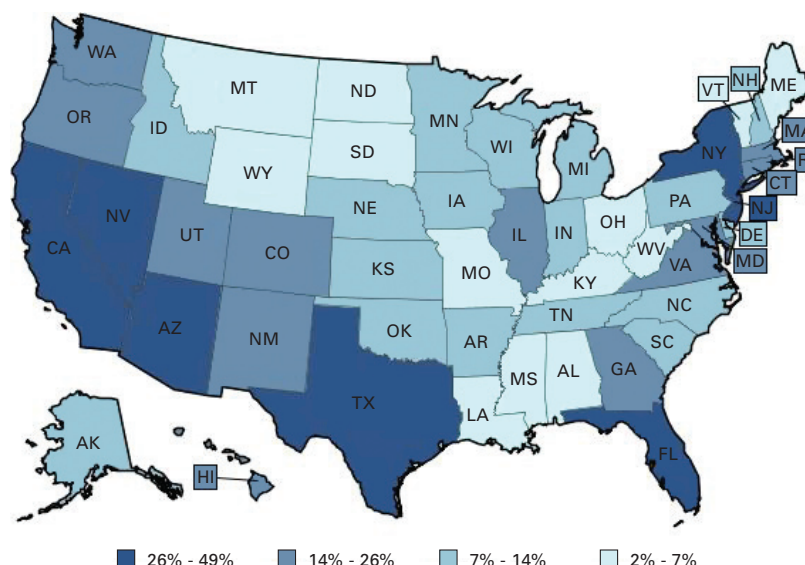 WA
MT
ND
ME
VT
NH
OR
ID
MN
MA
SD
WI
NY
WY
MI
CT
NE
IA
PA
NJ
NV
OH
DE
UT
IL
IN
CA
CO
WV
VA
MD
KS
MO
KY
NC
TN
AZ
OK
NM
AR
SC
MS
AL
GA
TX
LA
AK
FL
HI
26% - 49%
14% - 26%
7% - 14%
2% - 7%